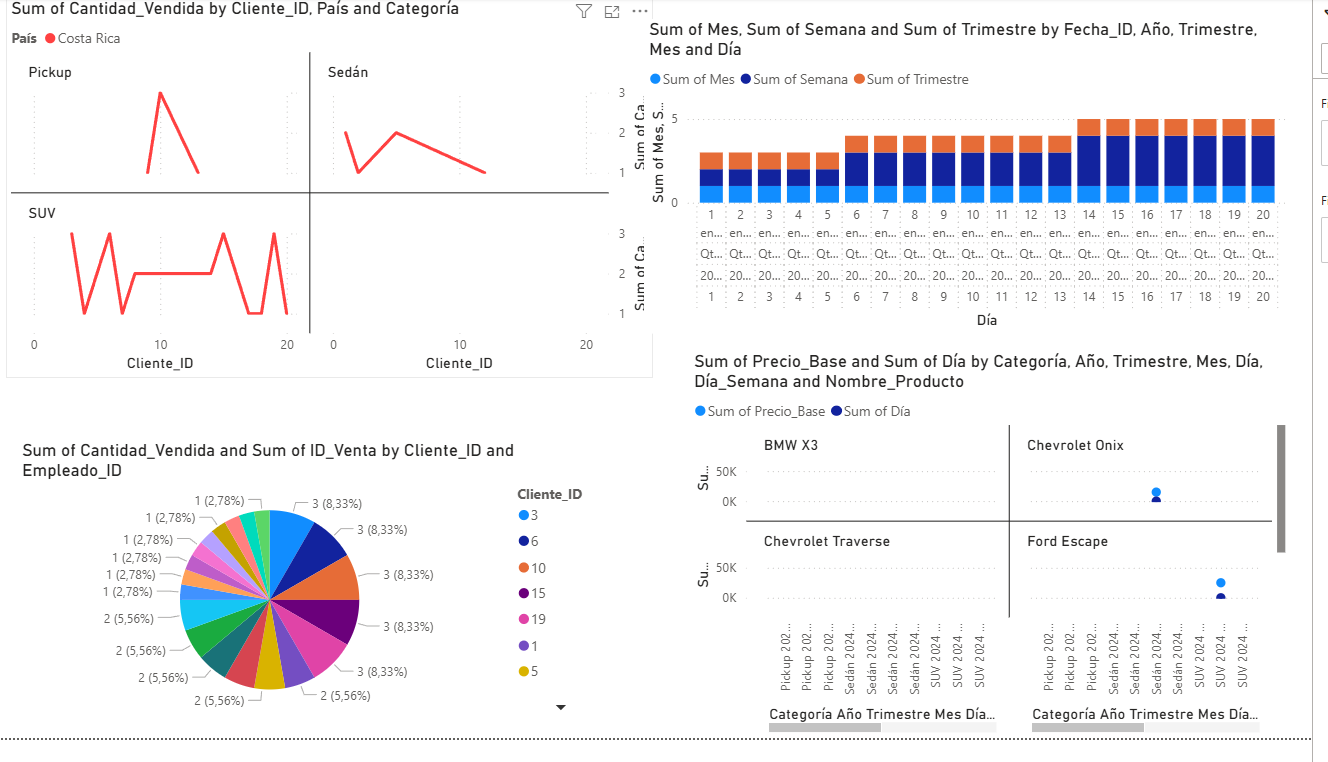 Sum of Cantidad_Vendida by Cliente_ID, País and Categoría
País Costa Rica
Pickup
Sedán
3
2
1
Sum of Ca...
SUV
3
2
1
Sum of Ca...
0 10 20
0 10 20
Cliente_ID
Cliente_ID
Sum of Mes, Sum of Semana and Sum of Trimestre by Fecha_ID, Año, Trimestre,
Mes and Día
Sum of Mes Sum of Semana Sum of Trimestre
Sum of Mes, S...
5
0
1 2 3 4 5 6 7 8 9 10 11 12 13 14 15 16 17 18 19 20
en... en... en... en... en... en... en... en... en... en... en... en... en... en... en... en... en... en... en... en...
Qt... Qt... Qt... Qt... Qt... Qt... Qt... Qt... Qt... Qt... Qt... Qt... Qt... Qt... Qt... Qt... Qt... Qt... Qt... Qt...
20... 20... 20... 20... 20... 20... 20... 20... 20... 20... 20... 20... 20... 20... 20... 20... 20... 20... 20... 20...
1 2 3 4 5 6 7 8 9 10 11 12 13 14 15 16 17 18 19 20
Día
Sum of Cantidad_Vendida and Sum of ID_Venta by Cliente_ID and
Empleado_ID
3 (8,33%)
3 (8,33%)
3 (8,33%)
3 (8,33%)
3 (8,33%)
2 (5,56%)
2 (5,56%)
2 (5,56%)
2 (5,56%)
2 (5,56%)
1 (2,78%)
1 (2,78%)
1 (2,78%)
1 (2,78%)
1 (2,78%)
1 (2,78%)
Cliente_ID
3
6
10
15
19
1
5
Sum of Precio_Base and Sum of Día by Categoría, Año, Trimestre, Mes, Día,
Día_Semana and Nombre_Producto
Sum of Precio_Base Sum of Día
BMW X3
Chevrolet Onix
Su...
50K
0K
Chevrolet Traverse
Ford Escape
Su...
50K
0K
Pickup 202...
Pickup 202...
Pickup 202...
Sedán 2024...
Sedán 2024...
Sedán 2024...
Sedán 2024...
SUV 2024 ...
SUV 2024 ...
SUV 2024 ...
Pickup 202...
Pickup 202...
Pickup 202...
Sedán 2024...
Sedán 2024...
Sedán 2024...
Sedán 2024...
SUV 2024 ...
SUV 2024 ...
SUV 2024 ...
Categoría Año Trimestre Mes Día...
Categoría Año Trimestre Mes Día...